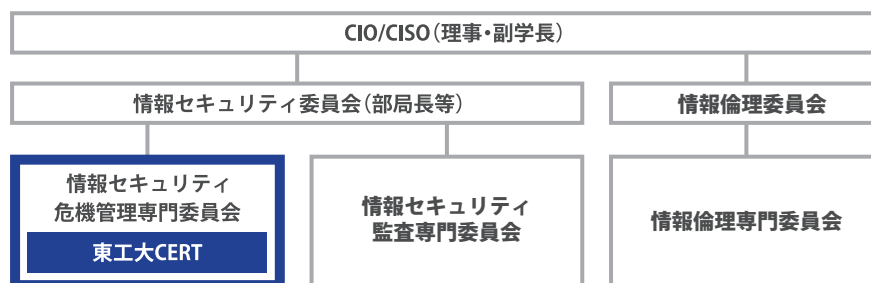 CIO/CISO（理事・副学長）
情報セキュリティ委員会（部局長等）
情報倫理委員会
情報セキュリティ
危機管理専門委員会
東工大CERT
情報セキュリティ
監査専門委員会
情報倫理専門委員会